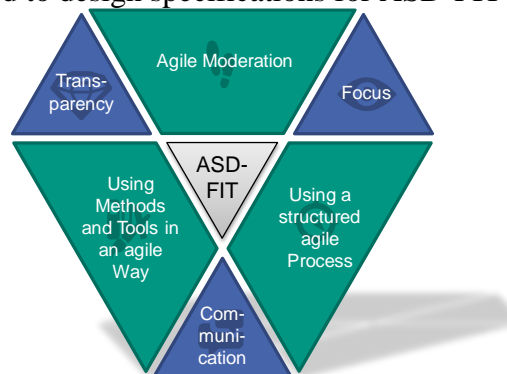 d to design specifications for ASD-FIT
Agile Moderation
Trans-
parency
Focus
ASD-
FIT
Using
Methods
and Tools in
an agile
Way
Using a
structured
agile
Process
Com-
muni-
cation